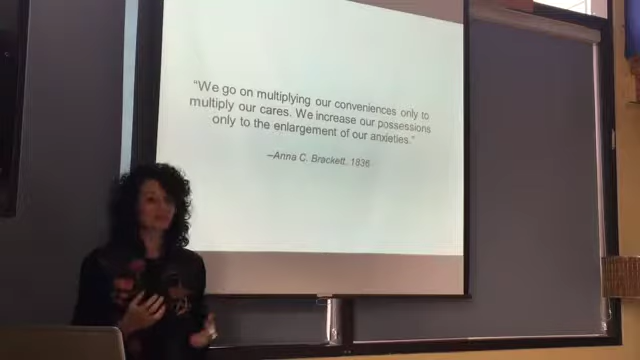 "We go on multiplying our conveniences only to
multiply our cares. We increase our possessions
only to the enlargement of our anxieties."
–Anna C. Brackett, 1836